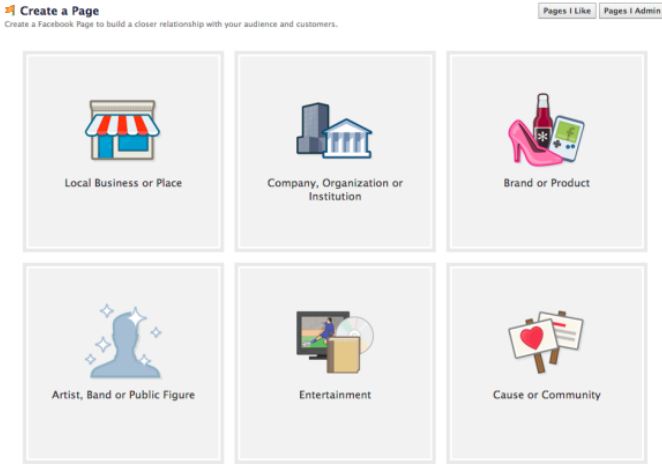 Create a Page
Pages I Like
Pages I Admin
Create a Facebook Page to build a closer relationship with your audience and customers.
Local Business or Place
Company, Organization or
Institution
Brand or Product
Artist, Band or Public Figure
Entertainment
Cause or Community